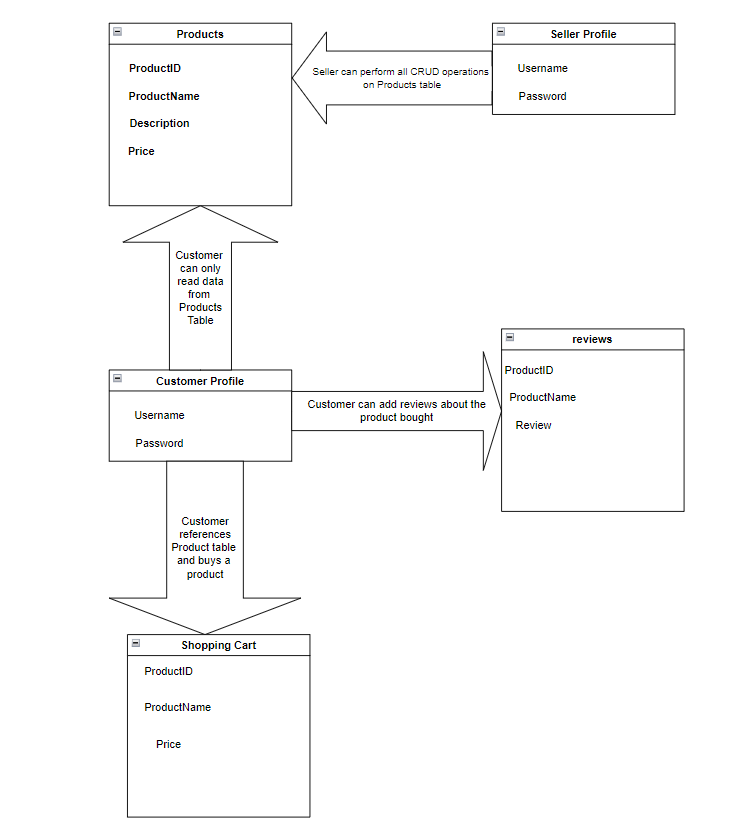 Products
ProductID
ProductName
Description
Price
Seller can perform all CRUD operations
on Products table
Seller Profile
Username
Password
Customer
can only
read data
from
Products
Table
Customer Profile
Username
Password
Customer can add reviews about the
product bought
reviews
ProductID
ProductName
Review
Customer
references
Product table
and buys a
product
Shopping Cart
ProductID
ProductName
Price